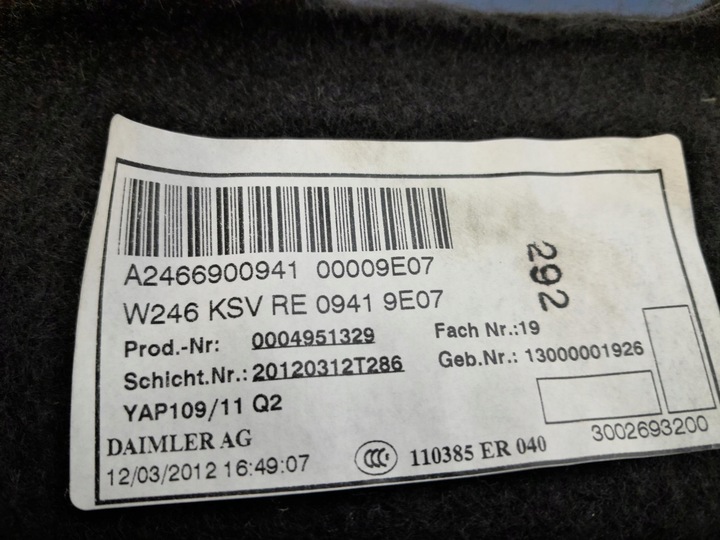 A2466900941 00009E07
W246 KSV RE 0941 9E07
292
Prod.-Nr: 0004951329
Fach Nr.:19
Schicht.Nr.: 20120312T286
Geb.Nr.: 13000001926
YAP109/11 Q2
DAIMLER AG
12/03/2012 16:49:07
CCC
110385 ER 040
3002693200